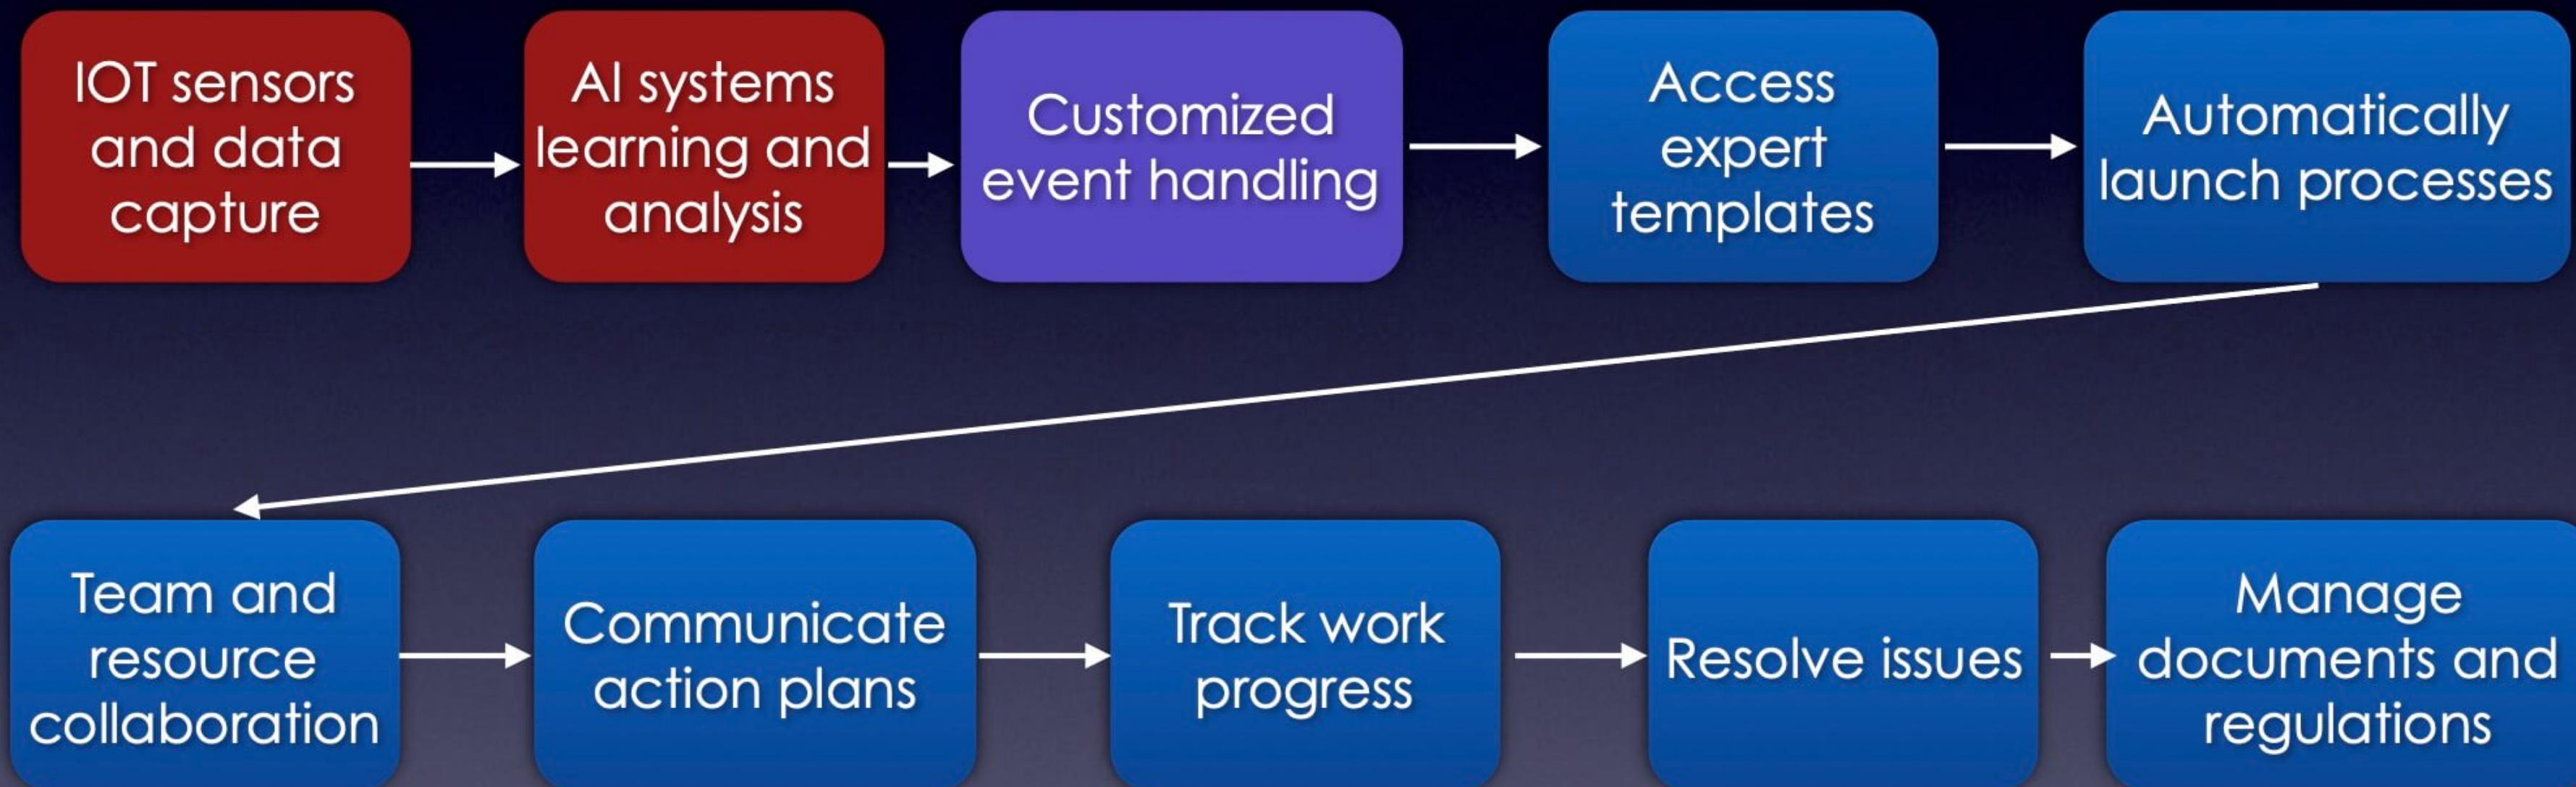 IOT sensors
and data
capture
AI systems
learning and
analysis
Customized
event handling
Access
expert
templates
Automatically
launch processes
Team and
resource
collaboration
Communicate
action plans
Track work
progress
Resolve issues
Manage
documents and
regulations